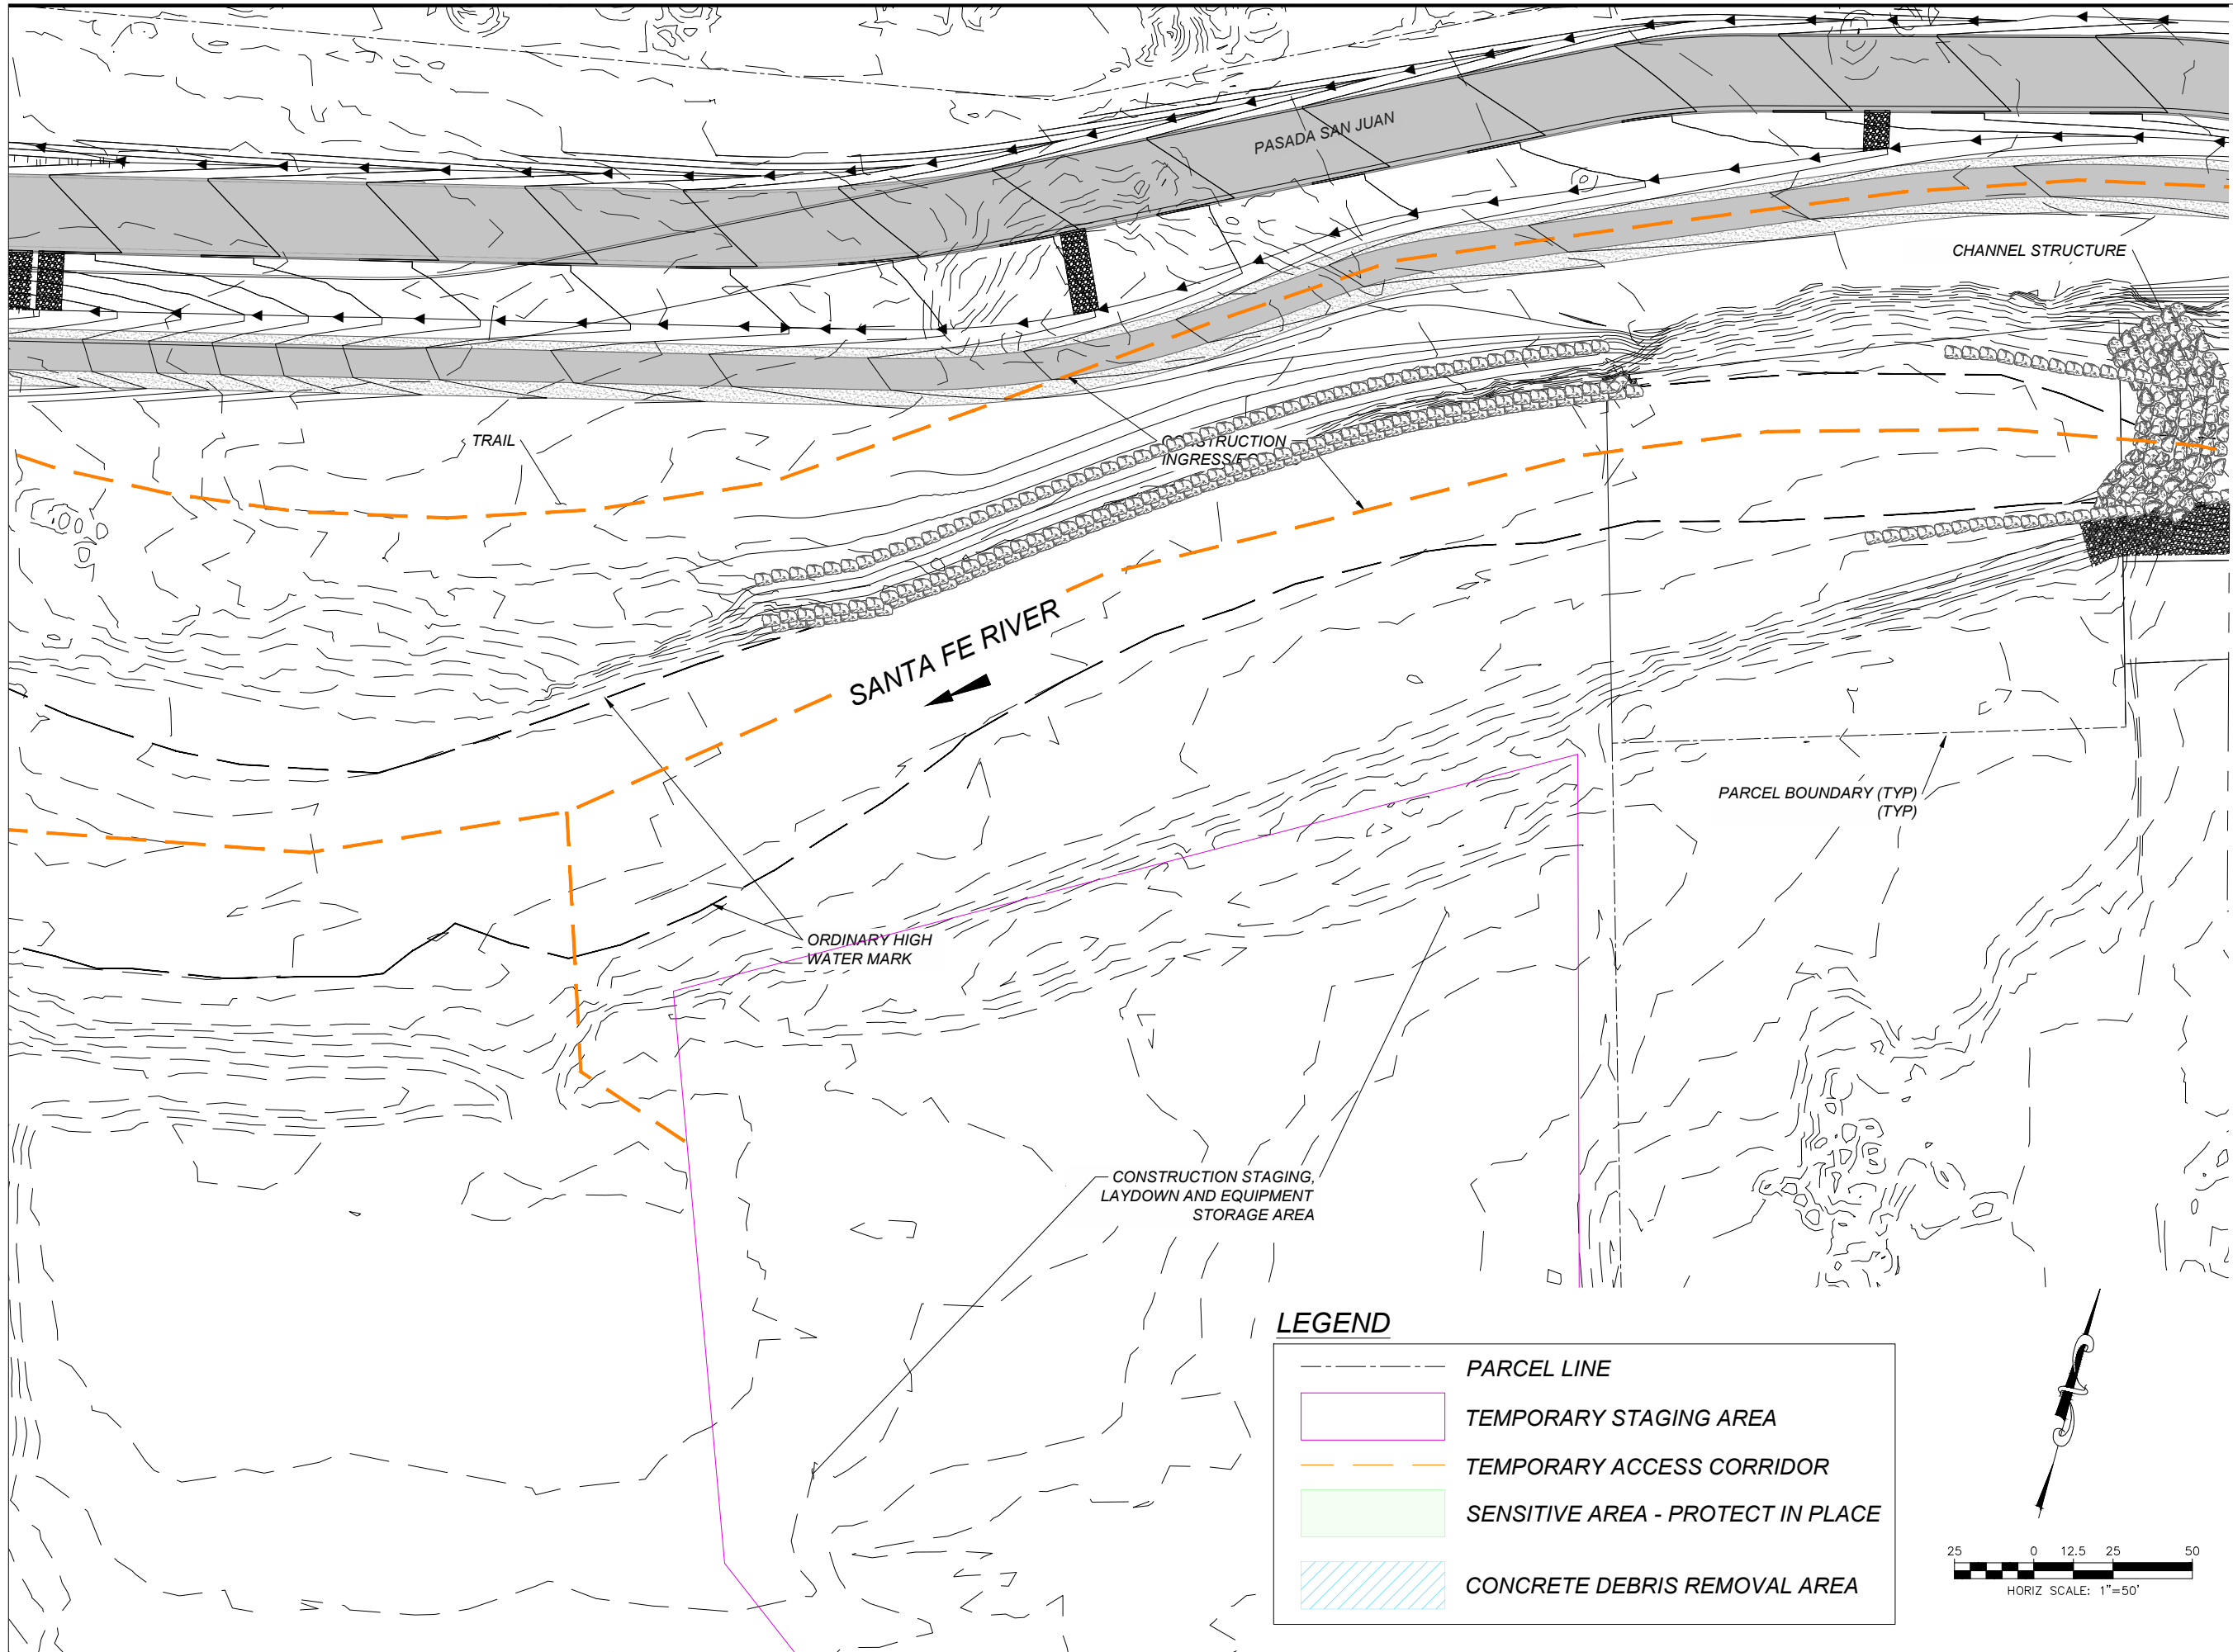 PASADA SAN JUAN
CHANNEL STRUCTURE
TRAIL
CONSTRUCTION
SANTA FE RIVER
PARCEL BOUNDARY (TYP)
(TYP)
ORDINARY HIGH
WATER MARK
CONSTRUCTION STAGING,
LAYDOWN AND EQUIPMENT
STORAGE AREA
LEGEND
PARCEL LINE
TEMPORARY STAGING AREA
TEMPORARY ACCESS CORRIDOR
SENSITIVE AREA - PROTECT IN PLACE
CONCRETE DEBRIS REMOVAL AREA
25 0 12.5 25 50
HORIZ SCALE: 1"=50'